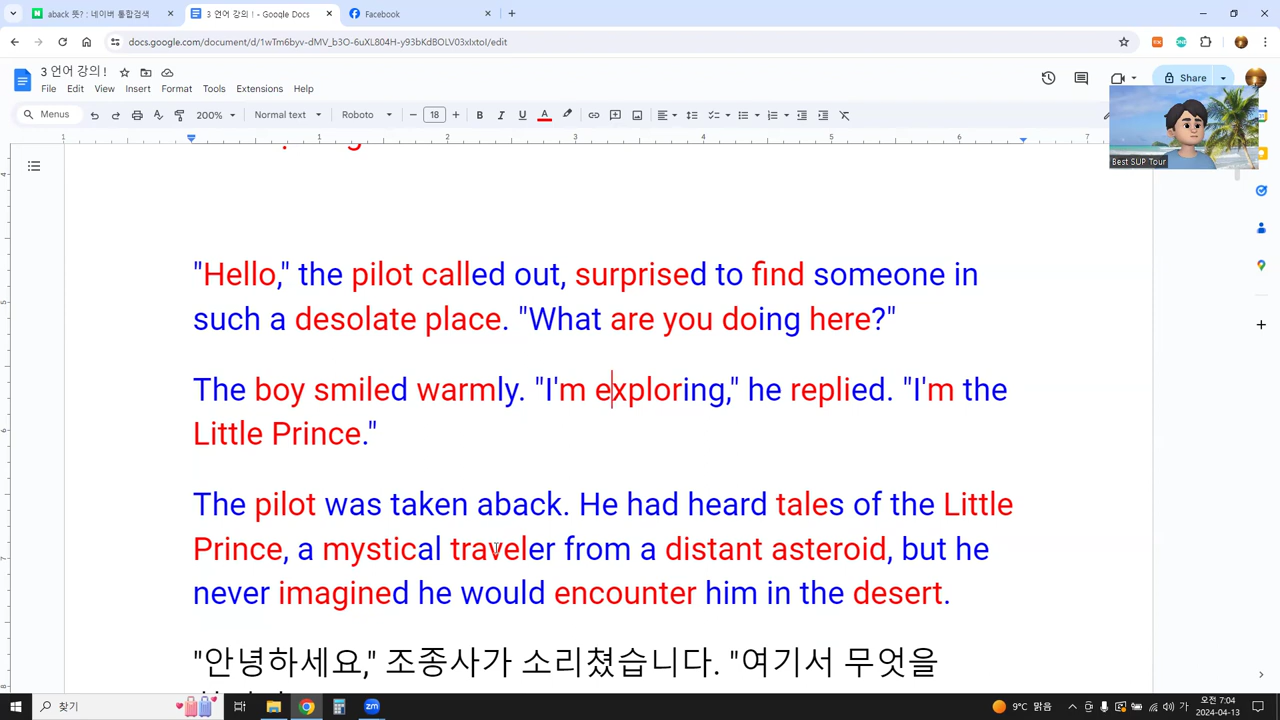 aback 뜻? : 네이버 통합검색
3 언어 강의 ! - Google Docs
Facebook
docs.google.com/document/d/1wTm6byv-dMV_b3O-6uXL804H-y93bKdBOLV03xIxtoI/edit
3 언어 강의 !
File Edit View Insert Format Tools Extensions Help
Share
Menus 200% Normal text Roboto 18
Best SUP Tour
"Hello," the pilot called out, surprised to find someone in
such a desolate place. "What are you doing here?"
The boy smiled warmly. "I'm exploring," he replied. "I'm the
Little Prince."
The pilot was taken aback. He had heard tales of the Little
Prince, a mystical traveler from a distant asteroid, but he
never imagined he would encounter him in the desert.
"안녕하세요," 조종사가 소리쳤습니다. "여기서 무엇을
찾기
9°C 맑음
가
오전 7:04
2024-04-13